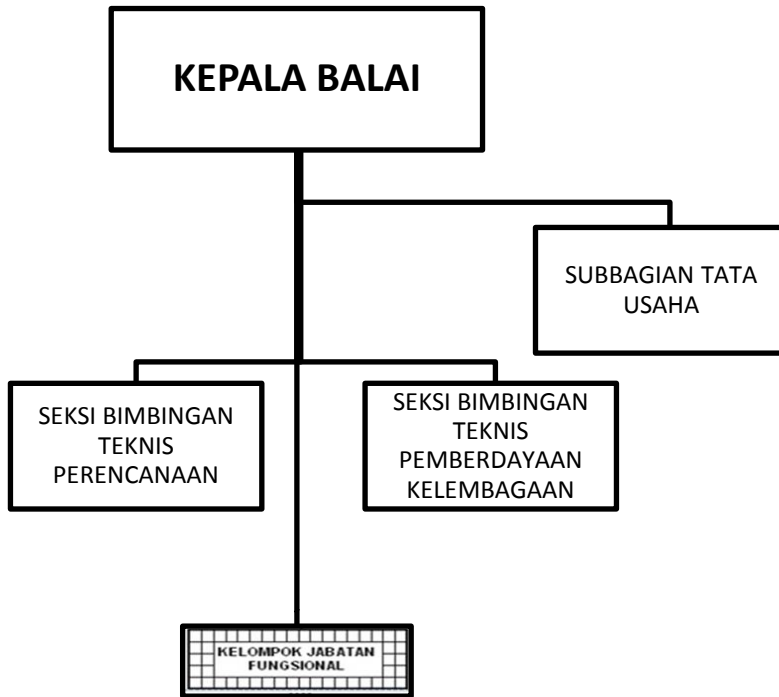 KEPALA BALAI
SUBBAGIAN TATA
USAHA
SEKSI BIMBINGAN
TEKNIS
PERENCANAAN
SEKSI BIMBINGAN
TEKNIS
PEMBERDAYAAN
KELEMBAGAAN
KELOMPOK JABATAN
FUNGSIONAL